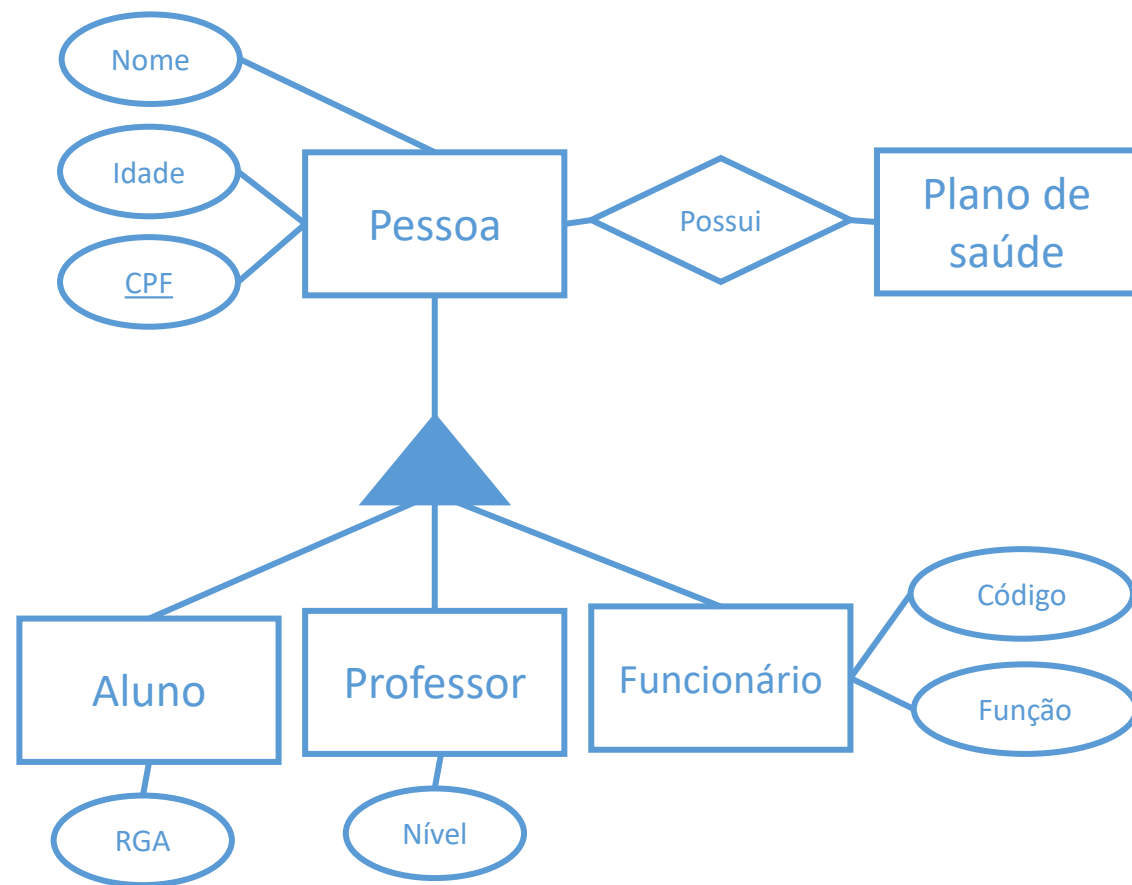 Nome
Idade
CPF
Pessoa
Possui
Plano de
saúde
Aluno
Professor
Funcionário
Código
Função
RGA
Nível